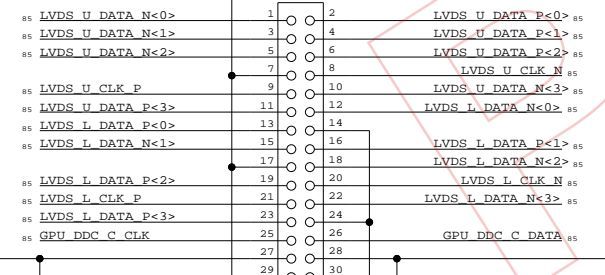 85 LVDS_U_DATA_N<0> 1 2 LVDS_U_DATA_P<0> 85
85 LVDS_U_DATA_N<1> 3 4 LVDS_U_DATA_P<1> 85
85 LVDS_U_DATA_N<2> 5 6 LVDS_U_DATA_P<2> 85
7 8 LVDS_U_CLK_N 85
85 LVDS_U_CLK_P 9 10 LVDS_U_DATA_N<3> 85
85 LVDS_U_DATA_P<3> 11 12 LVDS_L_DATA_N<0> 85
85 LVDS_L_DATA_P<0> 13 14
85 LVDS_L_DATA_N<1> 15 16 LVDS_L_DATA_P<1> 85
17 18 LVDS_L_DATA_N<2> 85
85 LVDS_L_DATA_P<2> 19 20 LVDS_L_CLK_N 85
85 LVDS_L_CLK_P 21 22 LVDS_L_DATA_N<3> 85
85 LVDS_L_DATA_P<3> 23 24
85 GPU_DDC_C_CLK 25 26 GPU_DDC_C_DATA 85
27 28
29 30